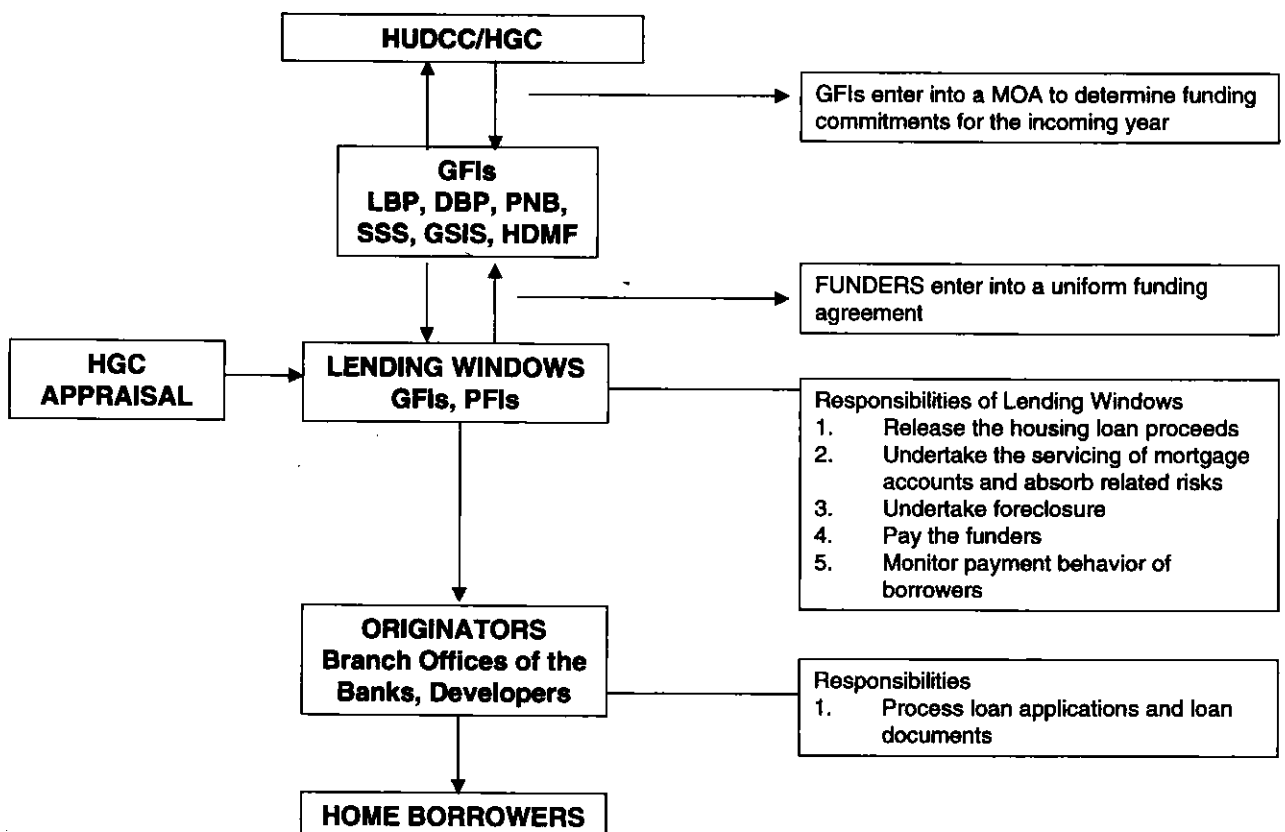 HUDCC/HGC
GFIs enter into a MOA to determine funding
commitments for the incoming year
GFIs
LBP, DBP, PNB,
SSS, GSIS, HDMF
FUNDERS enter into a uniform funding
agreement
HGC
APPRAISAL
LENDING WINDOWS
GFIs, PFIs
Responsibilities of Lending Windows
1. Release the housing loan proceeds
2. Undertake the servicing of mortgage
accounts and absorb related risks
3. Undertake foreclosure
4. Pay the funders
5. Monitor payment behavior of
borrowers
ORIGINATORS
Branch Offices of the
Banks, Developers
Responsibilities
1. Process loan applications and loan
documents
HOME BORROWERS